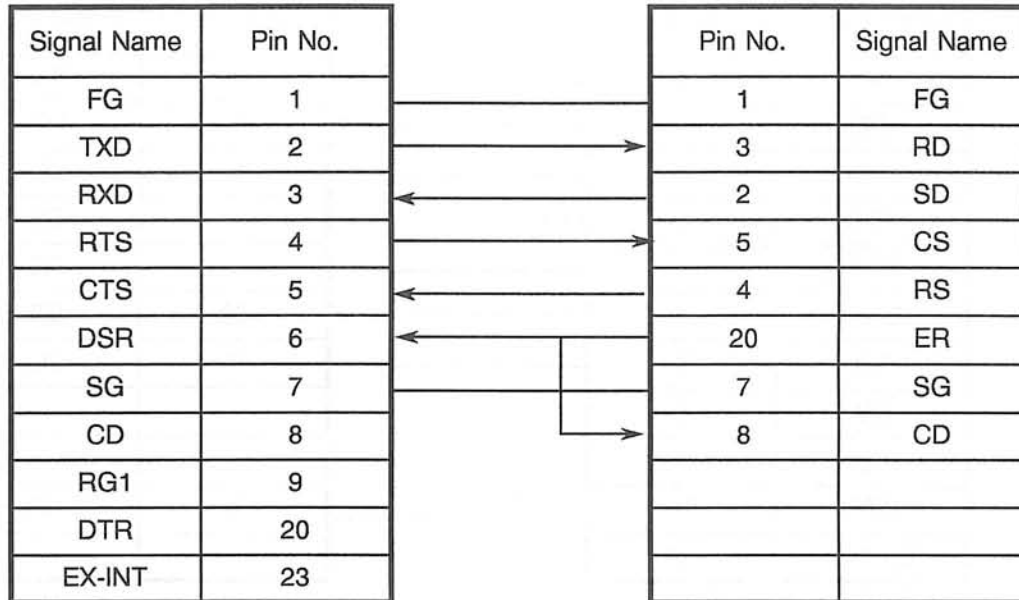 Signal Name Pin No. Pin No. Signal Name
FG 1 1 FG
TXD 2 3 RD
RXD 3 2 SD
RTS 4 5 CS
CTS 5 4 RS
DSR 6 20 ER
SG 7 7 SG
CD 8 8 CD
RG1 9
DTR 20
EX-INT 23